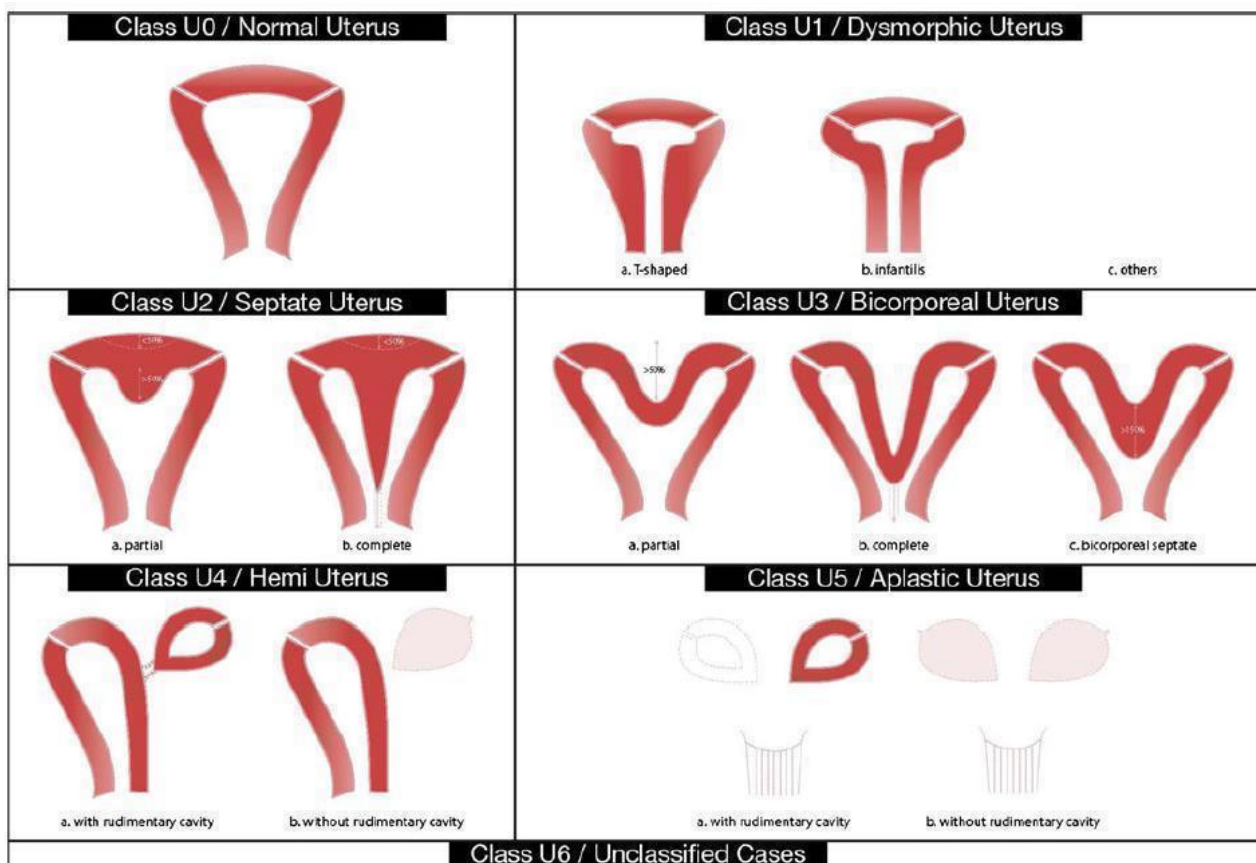 Class U0 / Normal Uterus
Class U1 / Dysmorphic Uterus
a. T-shaped
b. infantilis
c. others
Class U2 / Septate Uterus
<50%
>50%
<50%
a. partial
b. complete
Class U3 / Bicorporeal Uterus
>50%
>150%
a. partial
b. complete
c. bicorporeal septate
Class U4 / Hemi Uterus
a. with rudimentary cavity
b. without rudimentary cavity
Class U5 / Aplastic Uterus
a. with rudimentary cavity
b. without rudimentary cavity
Class U6 / Unclassified Cases